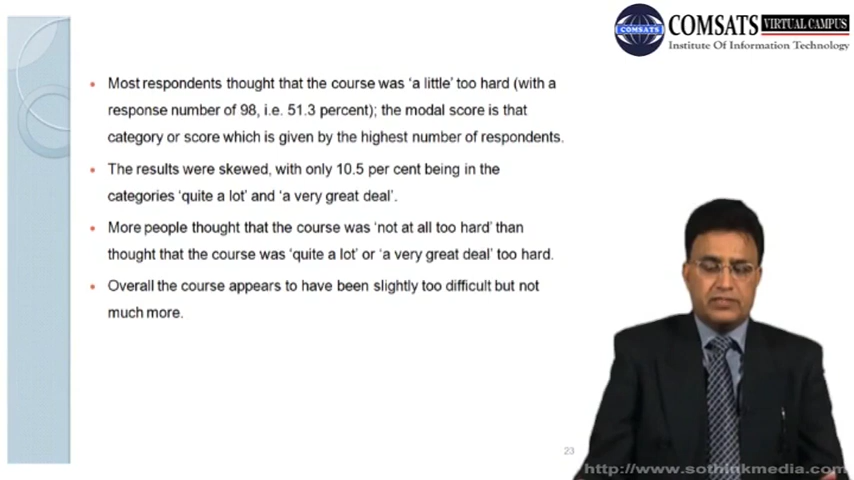 COMSATS VIRTUAL CAMPUS
COMSATS
Institute Of Information Technology
• Most respondents thought that the course was ‘a little’ too hard (with a
response number of 98, i.e. 51.3 percent); the modal score is that
category or score which is given by the highest number of respondents.
• The results were skewed, with only 10.5 per cent being in the
categories ‘quite a lot’ and ‘a very great deal’.
• More people thought that the course was ‘not at all too hard’ than
thought that the course was ‘quite a lot’ or ‘a very great deal’ too hard.
• Overall the course appears to have been slightly too difficult but not
much more.
23
http://www.sothinkmedia.com